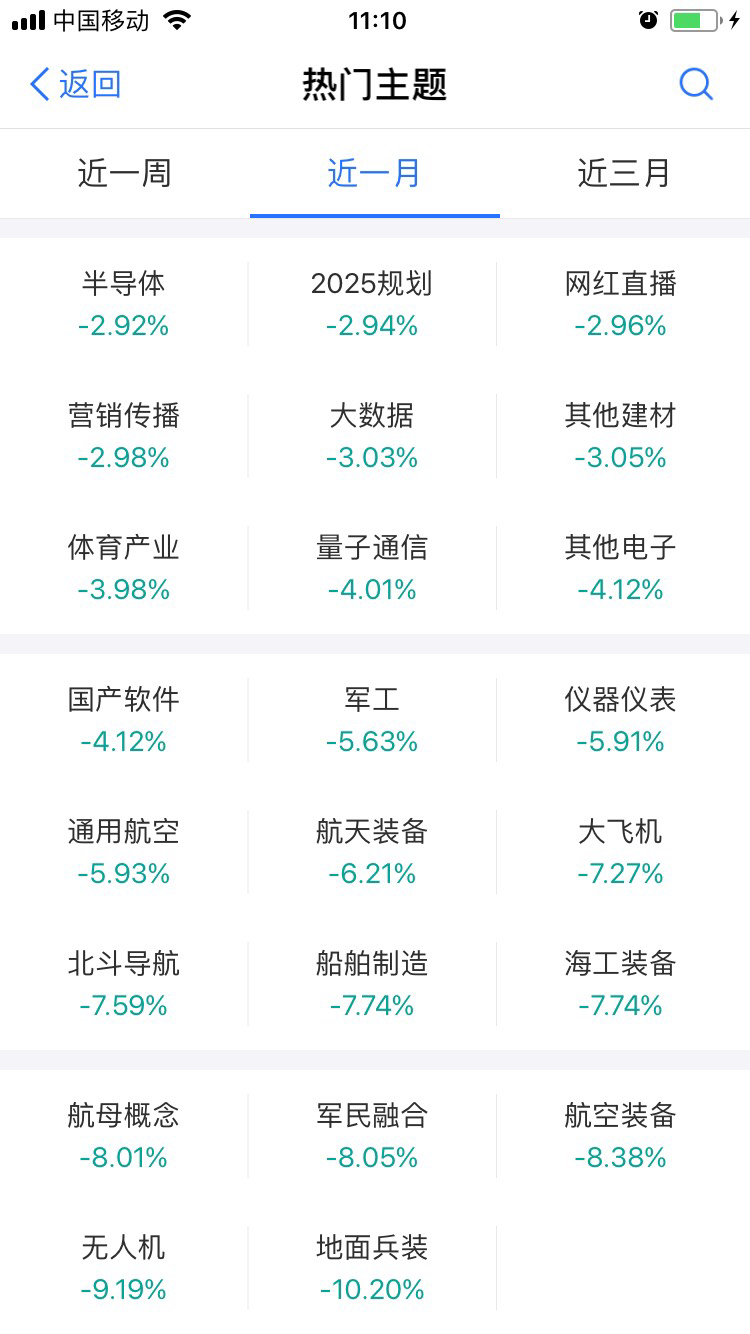 中国移动 11:10
返回 热门主题
近一周 近一月 近三月
半导体 2025规划 网红直播
-2.92% -2.94% -2.96%
营销传播 大数据 其他建材
-2.98% -3.03% -3.05%
体育产业 量子通信 其他电子
-3.98% -4.01% -4.12%
国产软件 军工 仪器仪表
-4.12% -5.63% -5.91%
通用航空 航天装备 大飞机
-5.93% -6.21% -7.27%
北斗导航 船舶制造 海工装备
-7.59% -7.74% -7.74%
航母概念 军民融合 航空装备
-8.01% -8.05% -8.38%
无人机 地面兵装
-9.19% -10.20%